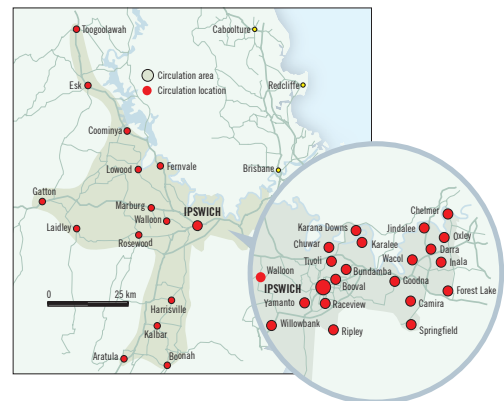 Toogoolawah
Caboolture
Circulation area
Circulation location
Esk
Redcliffe
Coominya
Lowood
Fernvale
Brisbane
Gatton
Marburg
Walloon
IPSWICH
Laidley
Rosewood
0 25 km
Harrisville
Kalbar
Aratula
Boonah
Chelmer
Karana Downs
Jindalee
Oxley
Chuwar
Karalee
Darra
Tivoli
Wacol
Inala
Walloon
Bundamba
Goodna
IPSWICH
Booval
Forest Lake
Yamanto
Raceview
Camira
Willowbank
Ripley
Springfield